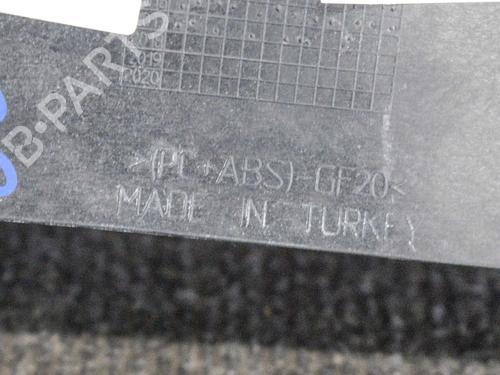 2019
2020
B-PARTS
>(PC+ABS)-GF20<
MADE IN TURKEY